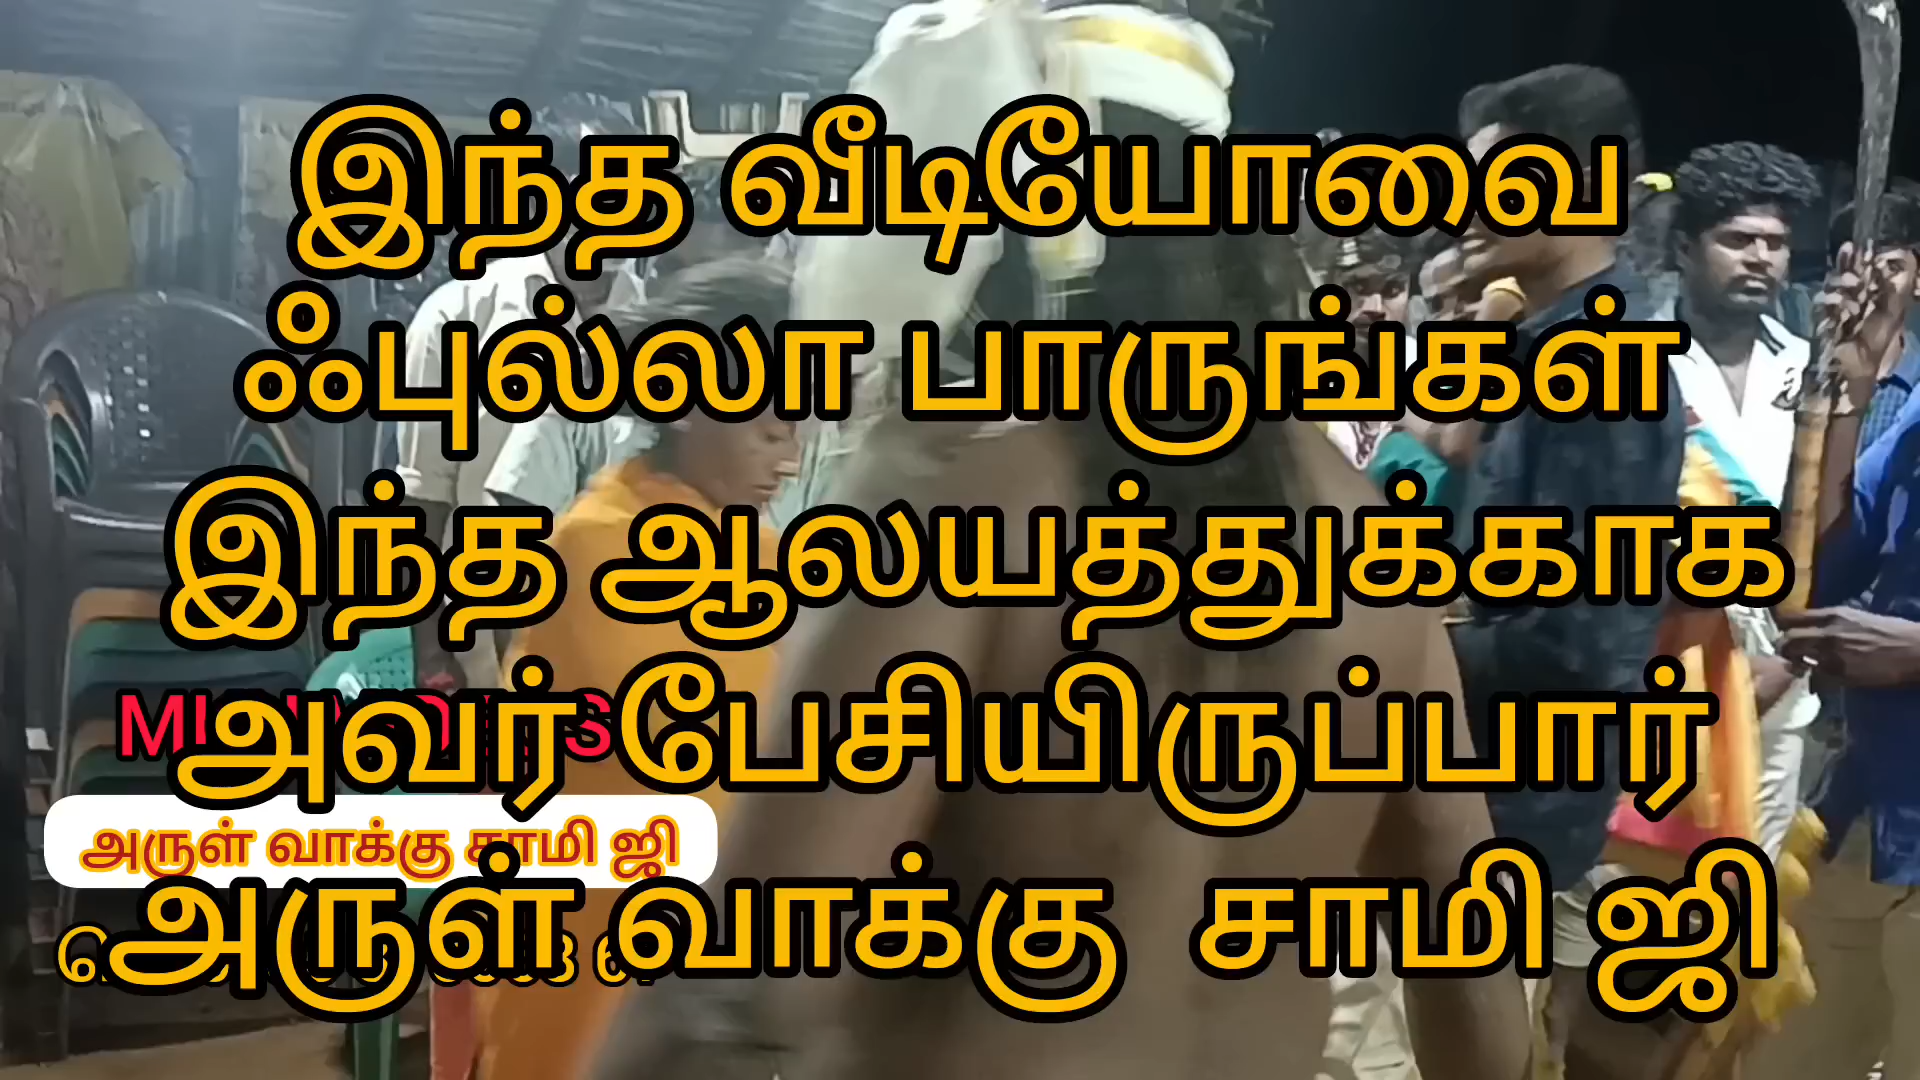 இந்த வீடியோவை
ஃபுல்லா பாருங்கள்
இந்த ஆலயத்துக்காக
அவர் பேசியிருப்பார்
அருள் வாக்கு சாமி ஜி
அருள் வாக்கு சாமி ஜி